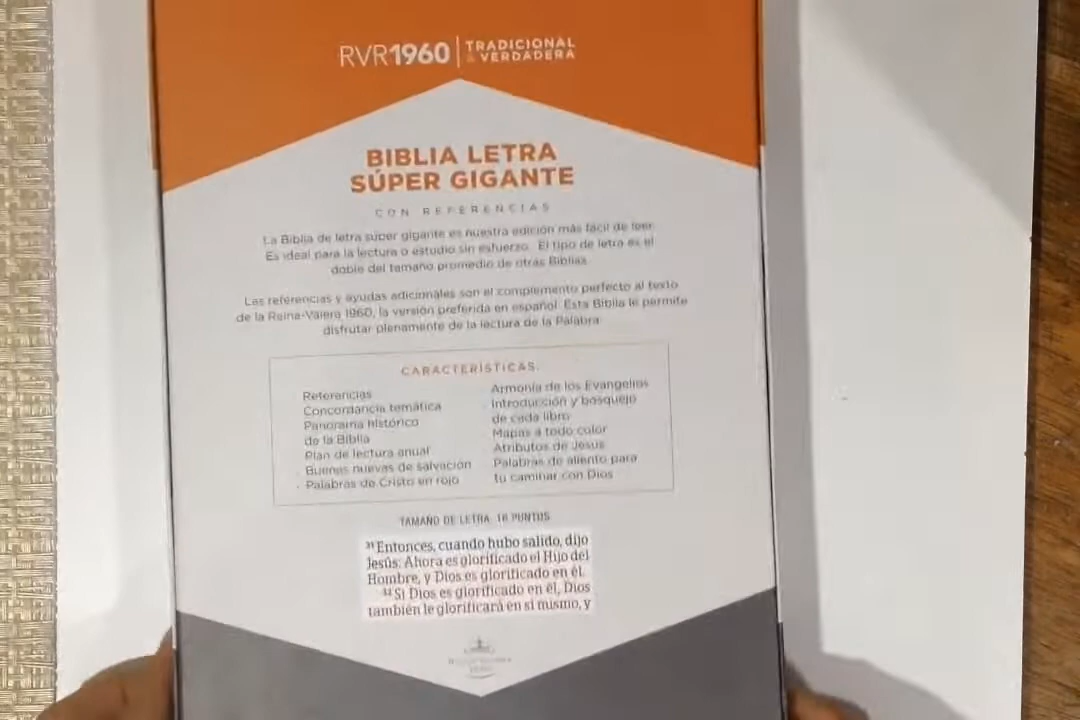 RVR1960 TRADICIONAL
& VERDADERA
BIBLIA LETRA
SÚPER GIGANTE
CON REFERENCIAS
La Biblia de letra súper gigante es nuestra edición más fácil de leer.
Es ideal para la lectura o estudio sin esfuerzo. El tipo de letra es el
doble del tamaño promedio de otras Biblias.
Las referencias y ayudas adicionales son el complemento perfecto al texto
de la Reina-Valera 1960, la versión preferida en español. Esta Biblia le permite
disfrutar plenamente de la lectura de la Palabra.
CARACTERÍSTICAS:
Referencias
Concordancia temática
Panorama histórico
de la Biblia
Plan de lectura anual
· Buenas nuevas de salvación
· Palabras de Cristo en rojo
Armonía de los Evangelios
· Introducción y bosquejo
de cada libro
Mapas a todo color
Atributos de Jesús
Palabras de aliento para
tu caminar con Dios
TAMAÑO DE LETRA: 16 PUNTOS
31 Entonces, cuando hubo salido, dijo
Jesús: Ahora es glorificado el Hijo del
Hombre, y Dios es glorificado en él.
32 Si Dios es glorificado en él, Dios
también le glorificará en sí mismo, y